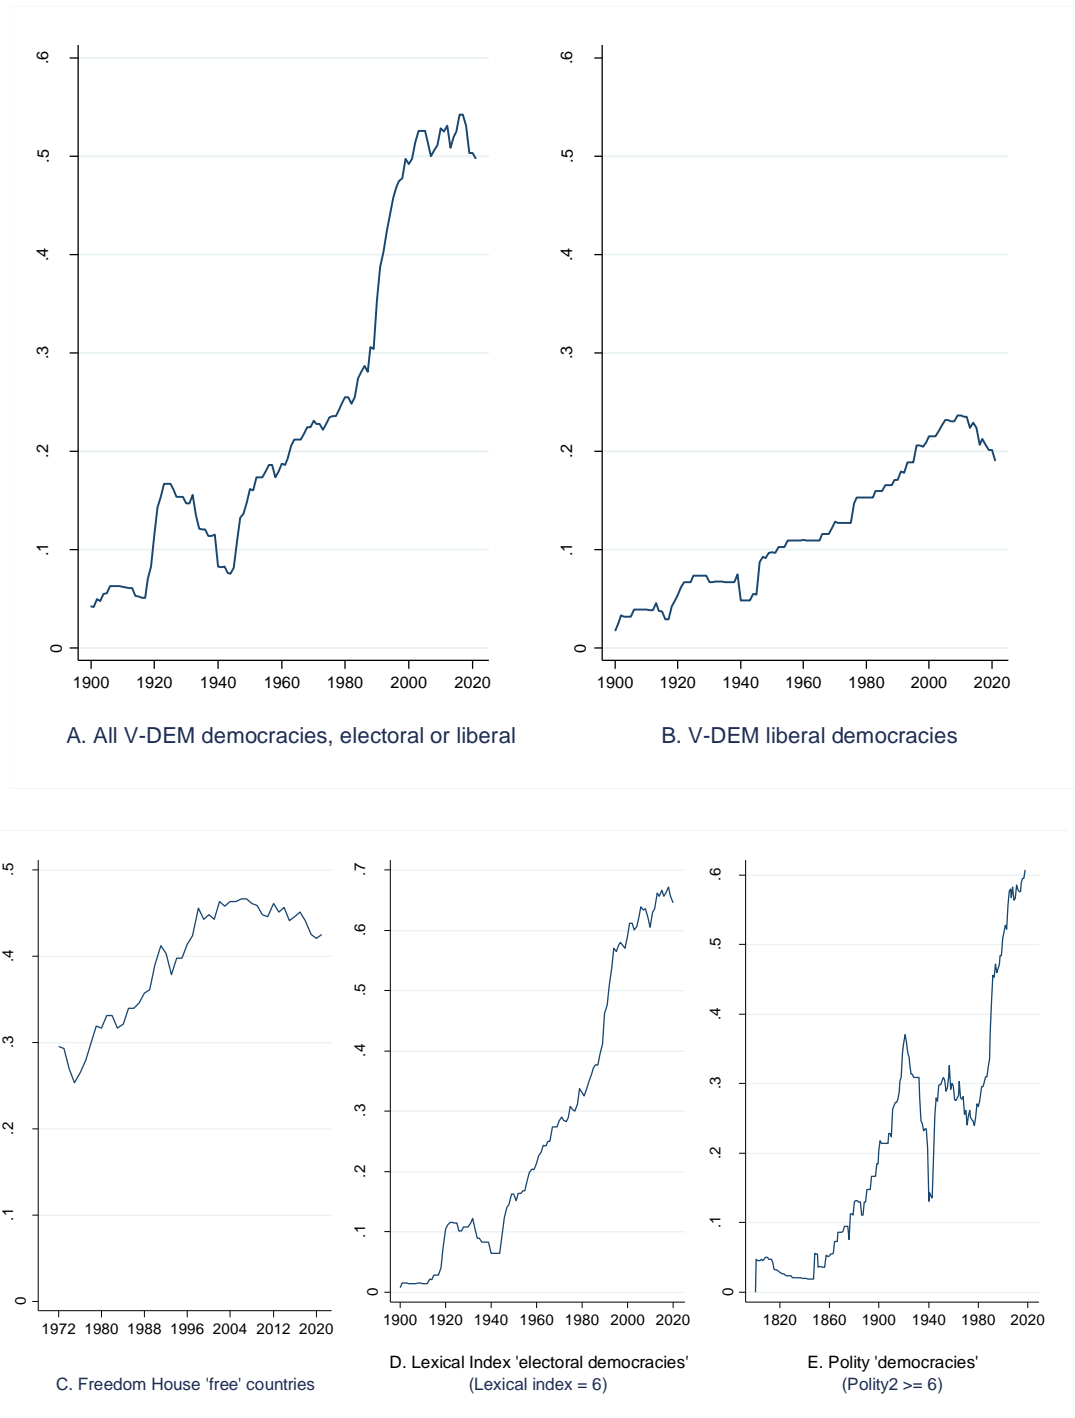 .6
.5
.4
.3
.2
.1
0
1900 1920 1940 1960 1980 2000 2020
A. All V-DEM democracies, electoral or liberal
.6
.5
.4
.3
.2
.1
0
1900 1920 1940 1960 1980 2000 2020
B. V-DEM liberal democracies
.5
.4
.3
.2
.1
0
1972 1980 1988 1996 2004 2012 2020
C. Freedom House 'free' countries
.7
.6
.5
.4
.3
.2
.1
0
1900 1920 1940 1960 1980 2000 2020
D. Lexical Index 'electoral democracies'
(Lexical index = 6)
.6
.5
.4
.3
.2
.1
0
1820 1860 1900 1940 1980 2020
E. Polity 'democracies'
(Polity2 >= 6)